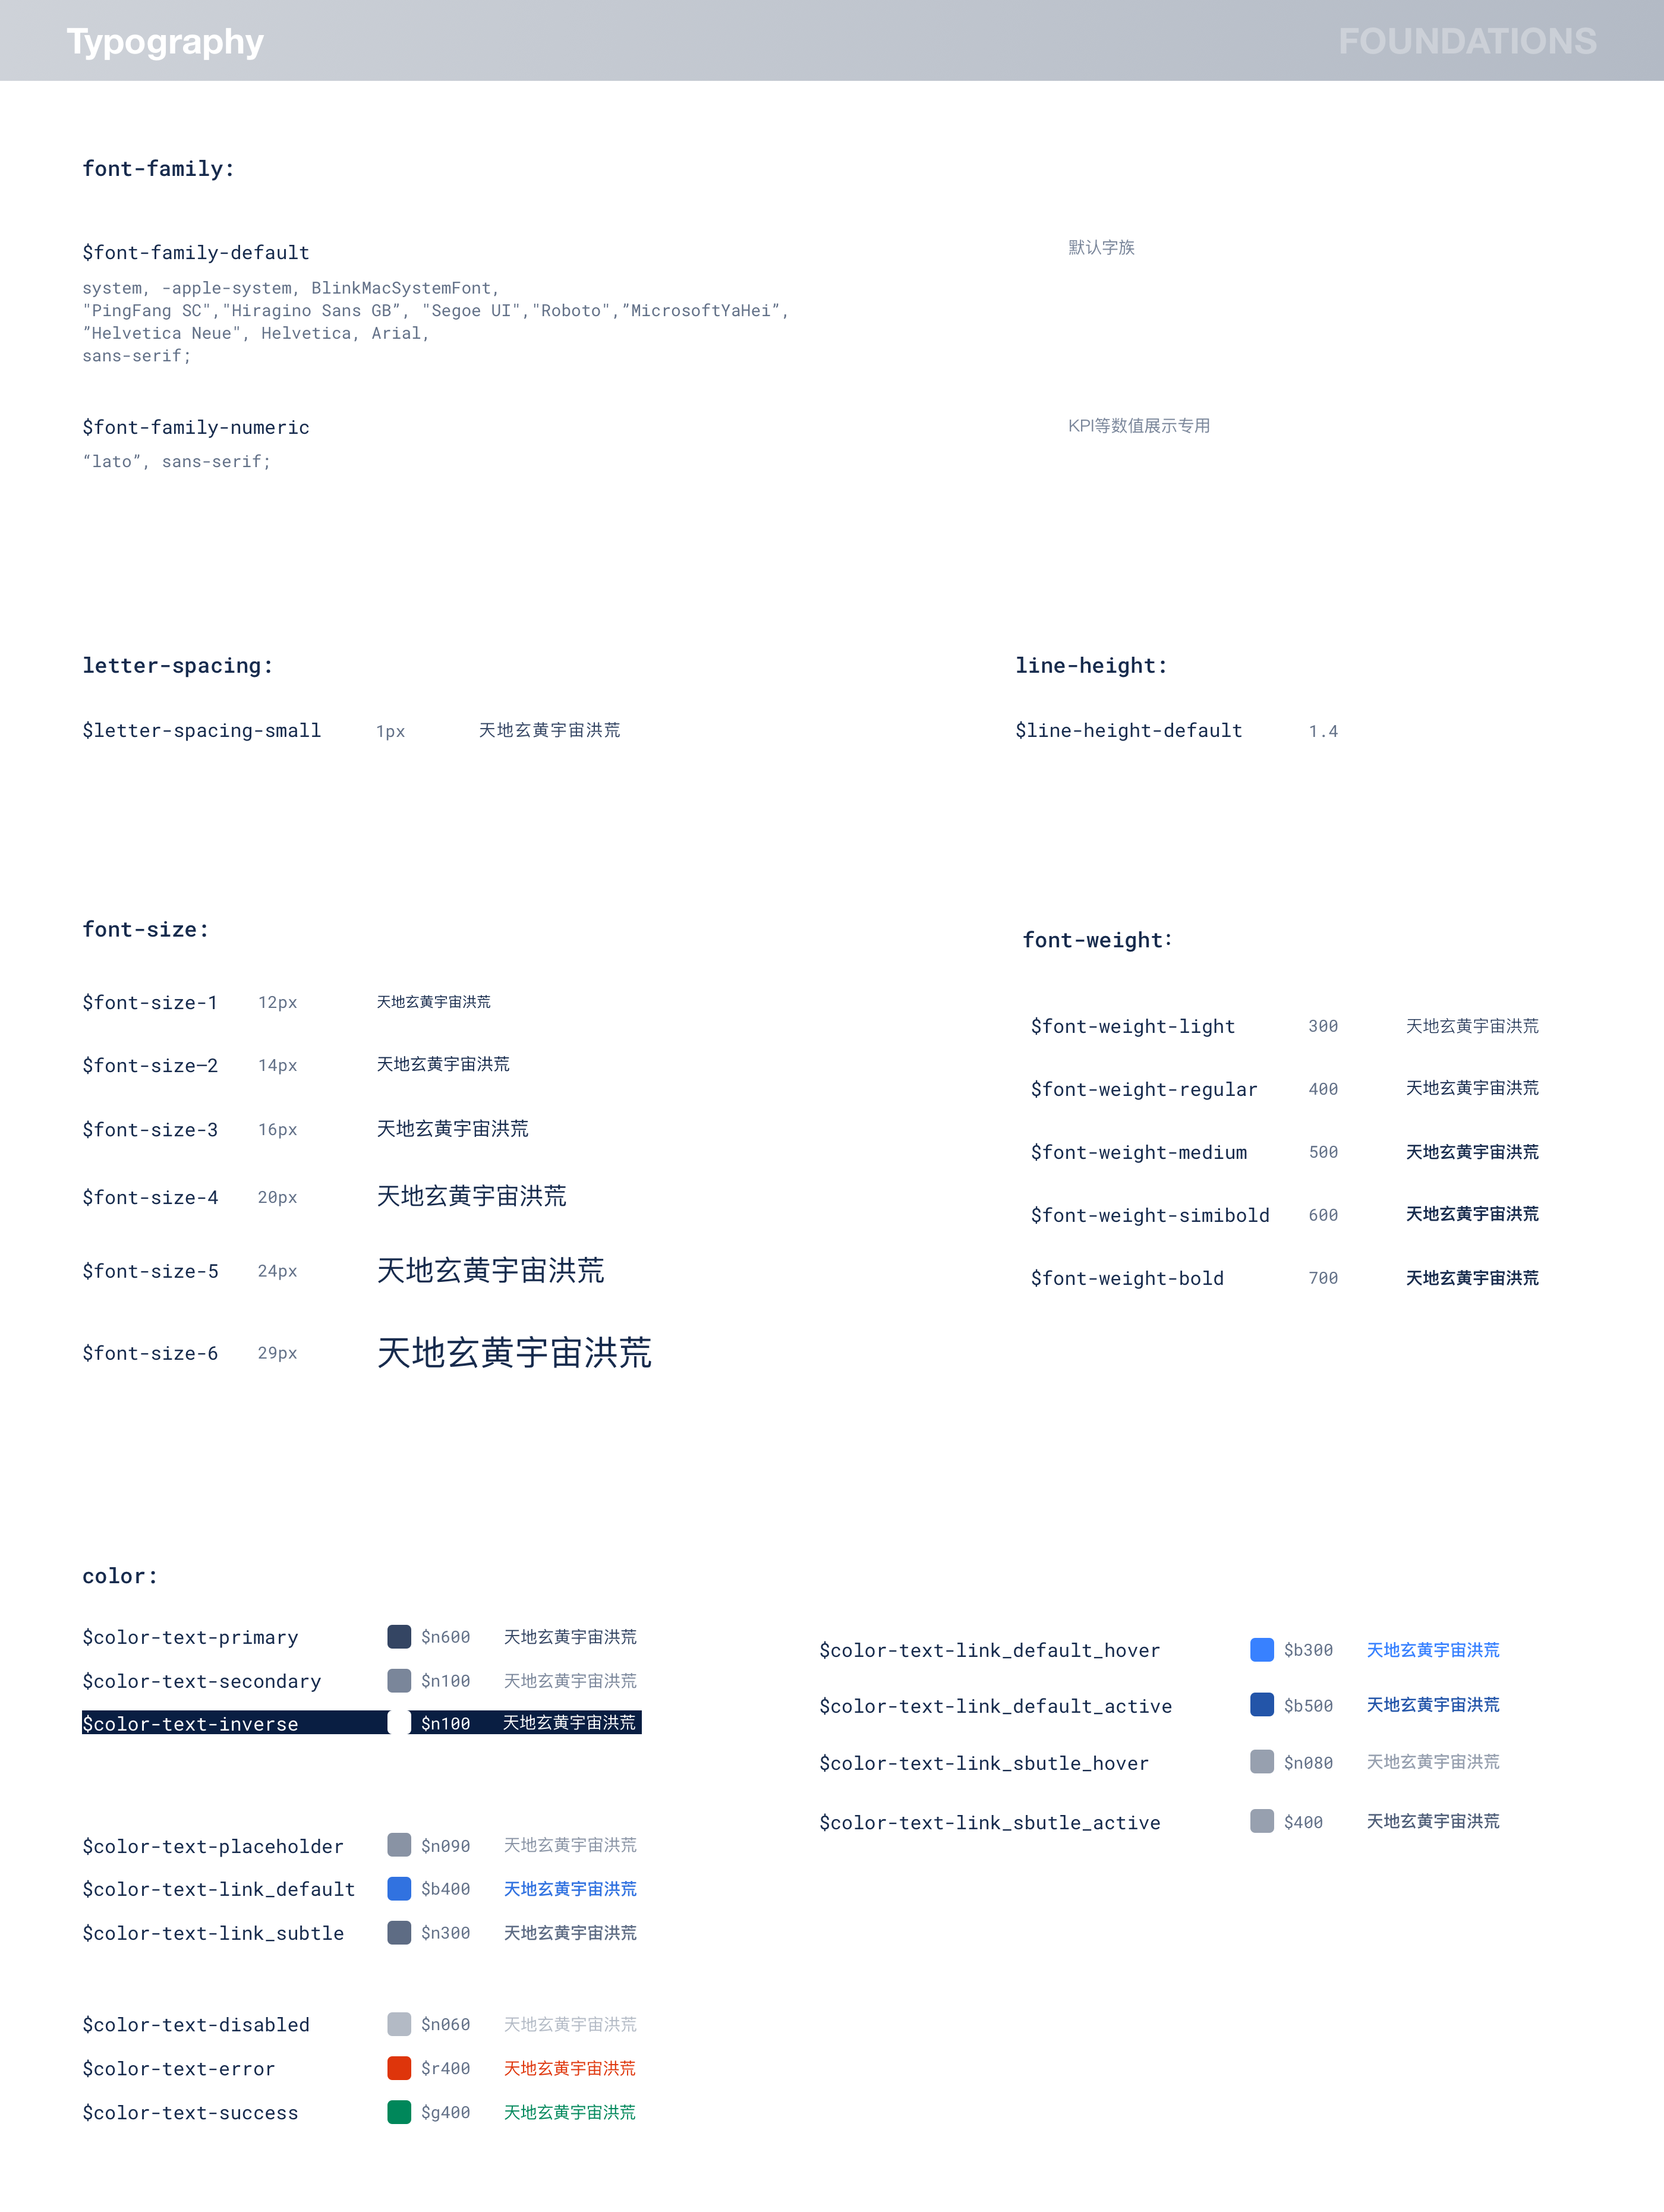 Typography
FOUNDATIONS
font-family:
$font-family-default
默认字族
system, -apple-system, BlinkMacSystemFont,
"PingFang SC","Hiragino Sans GB”, "Segoe UI","Roboto",”MicrosoftYaHei”,
”Helvetica Neue", Helvetica, Arial,
sans-serif;
$font-family-numeric
KPI等数值展示专用
“lato”, sans-serif;
letter-spacing:
$letter-spacing-small 1px 天地玄黄宇宙洪荒
line-height:
$line-height-default 1.4
font-size:
$font-size-1 12px 天地玄黄宇宙洪荒
$font-size—2 14px 天地玄黄宇宙洪荒
$font-size-3 16px 天地玄黄宇宙洪荒
$font-size-4 20px 天地玄黄宇宙洪荒
$font-size-5 24px 天地玄黄宇宙洪荒
$font-size-6 29px 天地玄黄宇宙洪荒
font-weight:
$font-weight-light 300 天地玄黄宇宙洪荒
$font-weight-regular 400 天地玄黄宇宙洪荒
$font-weight-medium 500 天地玄黄宇宙洪荒
$font-weight-simibold 600 天地玄黄宇宙洪荒
$font-weight-bold 700 天地玄黄宇宙洪荒
color:
$color-text-primary $n600 天地玄黄宇宙洪荒
$color-text-secondary $n100 天地玄黄宇宙洪荒
$color-text-inverse $n100 天地玄黄宇宙洪荒
$color-text-placeholder $n090 天地玄黄宇宙洪荒
$color-text-link_default $b400 天地玄黄宇宙洪荒
$color-text-link_subtle $n300 天地玄黄宇宙洪荒
$color-text-disabled $n060 天地玄黄宇宙洪荒
$color-text-error $r400 天地玄黄宇宙洪荒
$color-text-success $g400 天地玄黄宇宙洪荒
$color-text-link_default_hover $b300 天地玄黄宇宙洪荒
$color-text-link_default_active $b500 天地玄黄宇宙洪荒
$color-text-link_sbutle_hover $n080 天地玄黄宇宙洪荒
$color-text-link_sbutle_active $400 天地玄黄宇宙洪荒